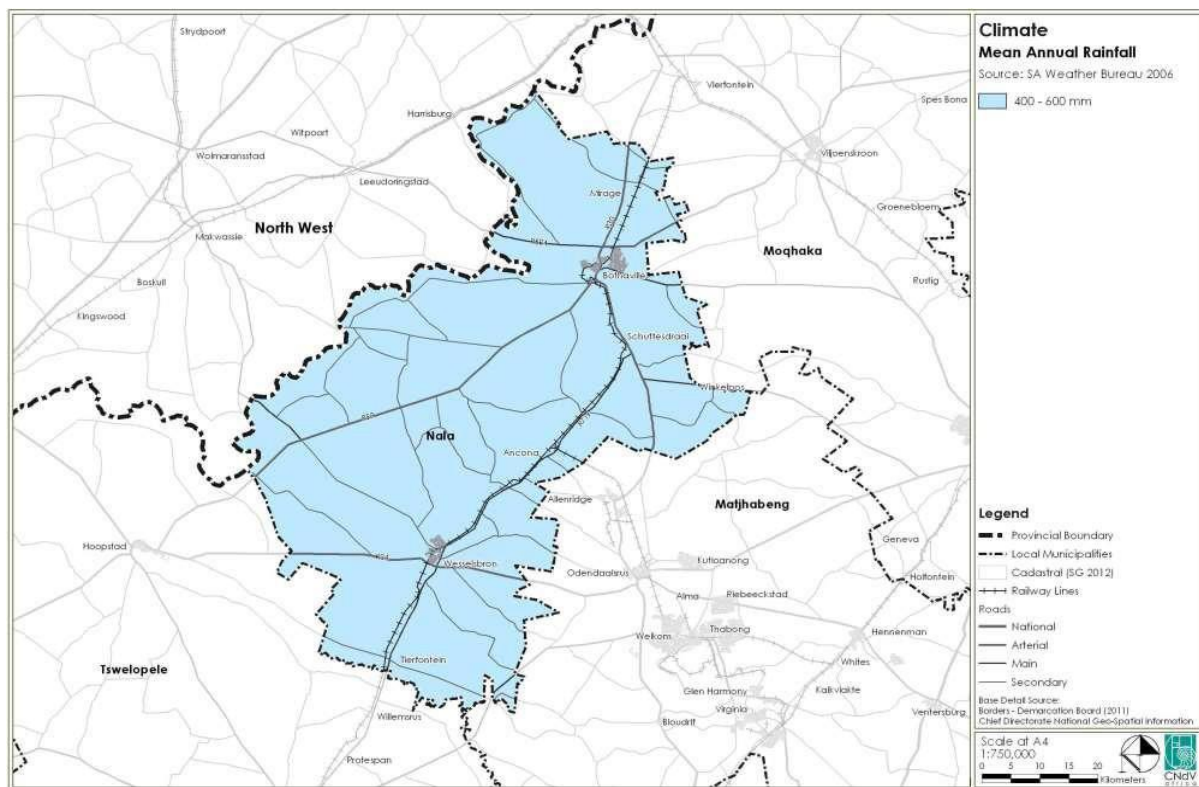 Climate
Mean Annual Rainfall
Source: SA Weather Bureau 2006
400 - 600 mm
Strydpoort
Vierfontein
Spes Bona
Harrisburg
Witpoort
Wolmaransstad
Viljoenskroon
Leeudoringstad
Mirage
Groenebloem
North West
Makwassie
Moqhaka
Bothaville
Boskuil
Rustig
Kingswood
Schuttesdraai
Nala
Ancona
Allenridge
Matjhabeng
Geneva
Hoopstad
Wesselsbron
Kutloanong
Odendaalsrus
Holfontein
Alma
Riebeeckstad
Welkom
Thabong
Hennenman
Tierfontein
Whites
Tswelopele
Glen Harmony
Kalkvlakte
Willemsrus
Virginia
Bloudrif
Ventersburg
Protespan
Legend
Provincial Boundary
Local Municipalities
Cadastral (SG 2012)
Railway Lines
Roads
National
Arterial
Main
Secondary
Base Detail Source:
Borders - Demarcation Board (2011)
Chief Directorate National Geo-Spatial Information
Scale at A4
1:750,000
0 5 10 15 20
Kilometers
CNdV
africa